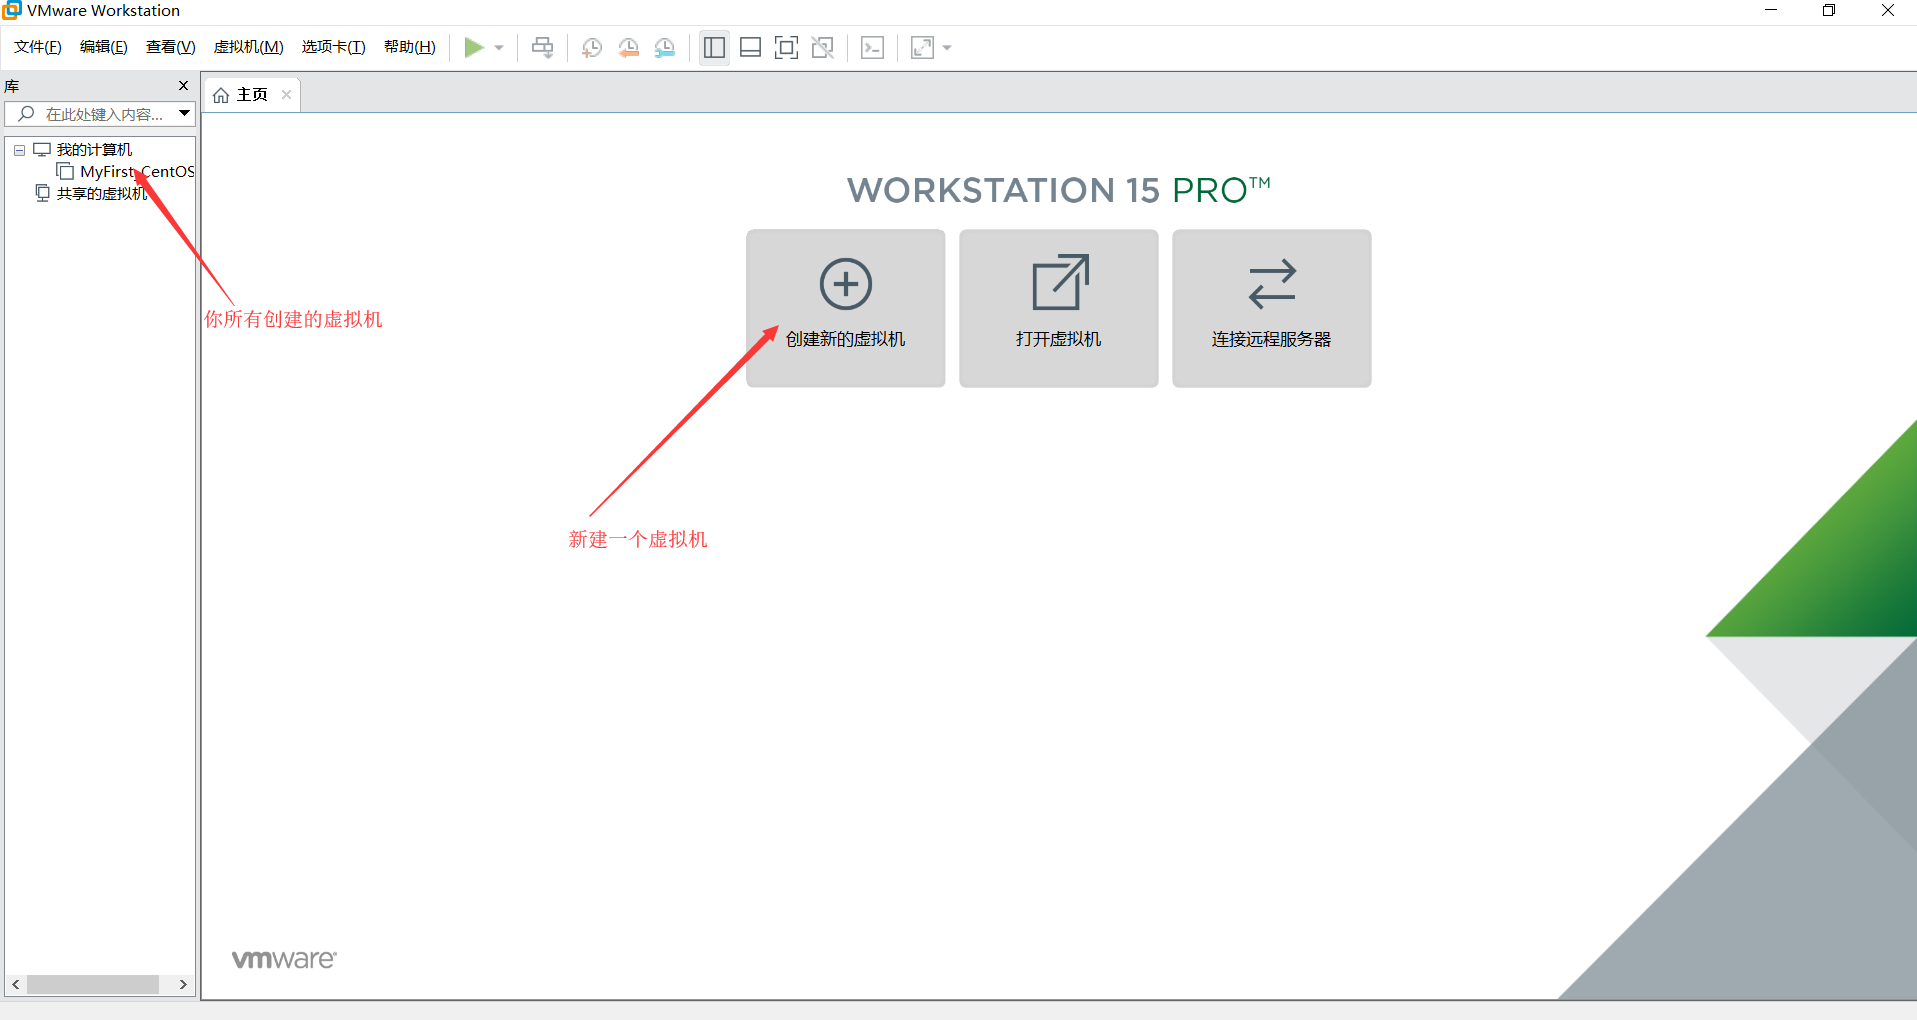 VMware Workstation
文件(F) 编辑(E) 查看(V) 虚拟机(M) 选项卡(T) 帮助(H)
库
主页
在此处键入内容...
我的计算机
MyFirst_CentOS
共享的虚拟机
WORKSTATION 15 PRO™
创建新的虚拟机
打开虚拟机
连接远程服务器
你所有创建的虚拟机
新建一个虚拟机
vmware